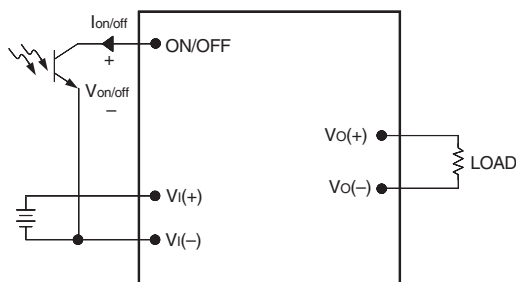 Ion/off
ON/OFF
+
Von/off
–
VO(+)
LOAD
VO(–)
VI(+)
VI(–)